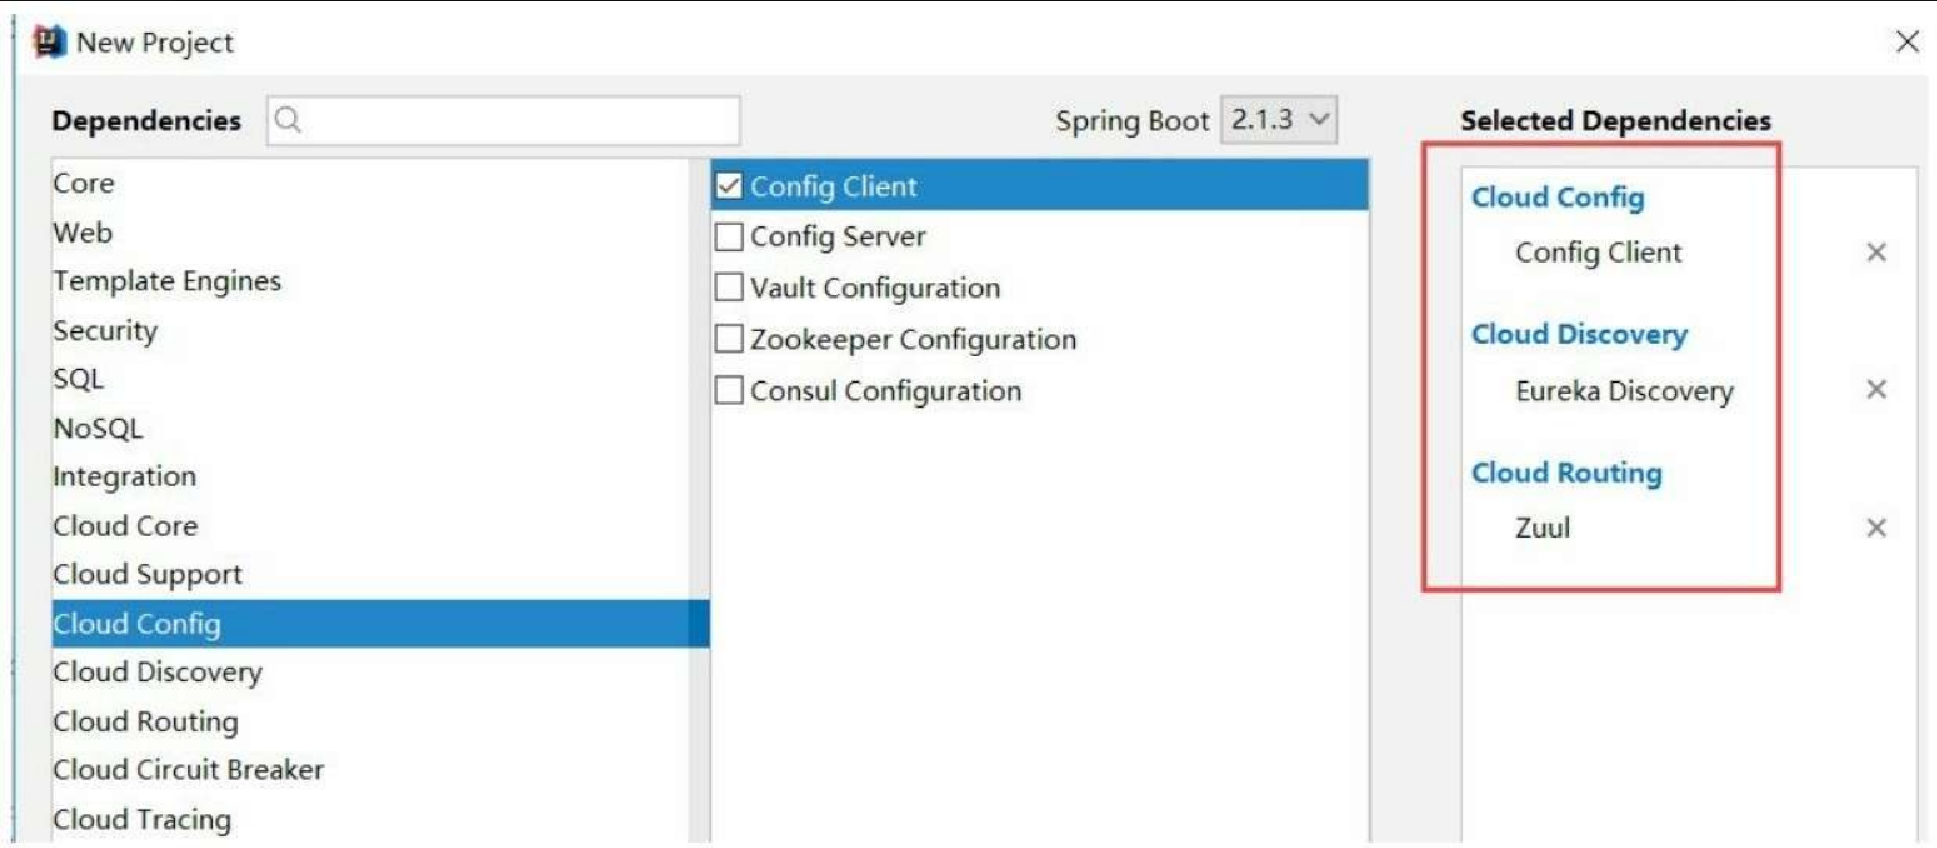 New Project
Dependencies
Spring Boot 2.1.3
Selected Dependencies
Core
Web
Template Engines
Security
SQL
NoSQL
Integration
Cloud Core
Cloud Support
Cloud Config
Cloud Discovery
Cloud Routing
Cloud Circuit Breaker
Cloud Tracing
Config Client
Config Server
Vault Configuration
Zookeeper Configuration
Consul Configuration
Cloud Config
Config Client
Cloud Discovery
Eureka Discovery
Cloud Routing
Zuul